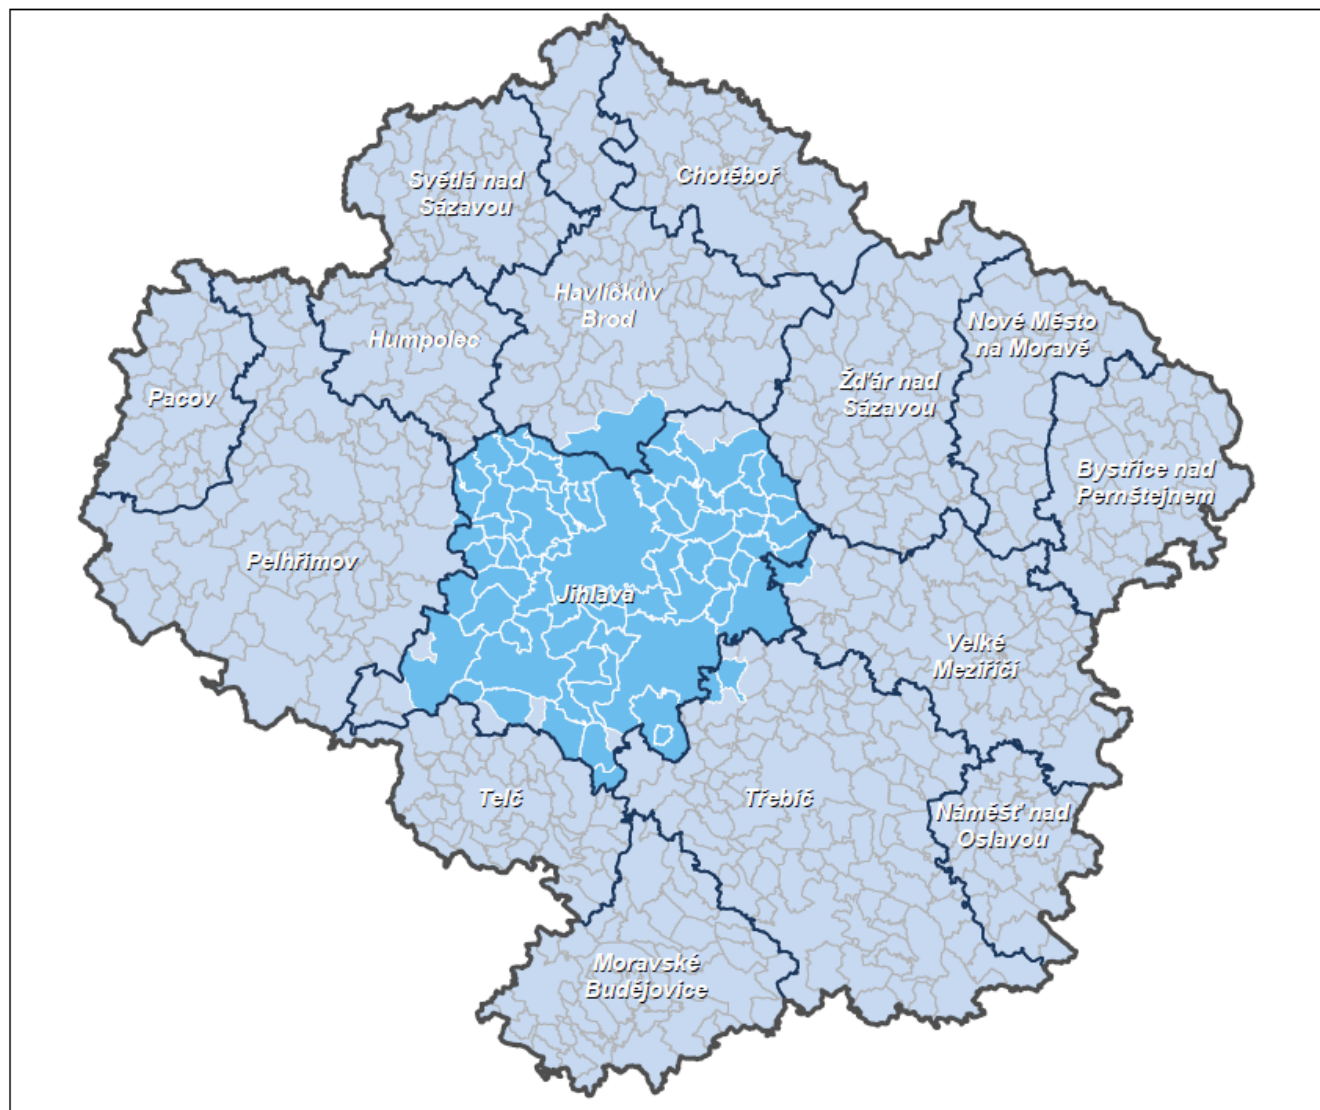 Světlá nad
Sázavou
Chotěboř
Havlíčkův
Brod
Humpolec
Nové Město
na Moravě
Pacov
Žďár nad
Sázavou
Bystřice nad
Pernštejnem
Pelhřimov
Jihlava
Velké
Meziříčí
Telč
Třebíč
Náměšť nad
Oslavou
Moravské
Budějovice